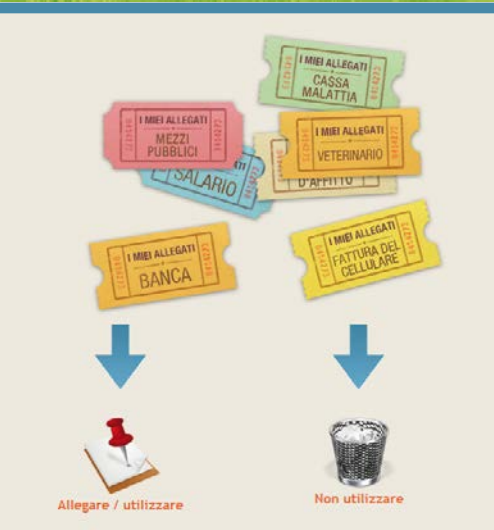 I MIEI ALLEGATI
CASSA
MALATTIA
I MIEI ALLEGATI
MEZZI
PUBBLICI
I MIEI ALLEGATI
VETERINARIO
SALARIO
D'AFFITTO
I MIEI ALLEGATI
BANCA
I MIEI ALLEGATI
FATTURA DEL
CELLULARE
Allegare / utilizzare
Non utilizzare